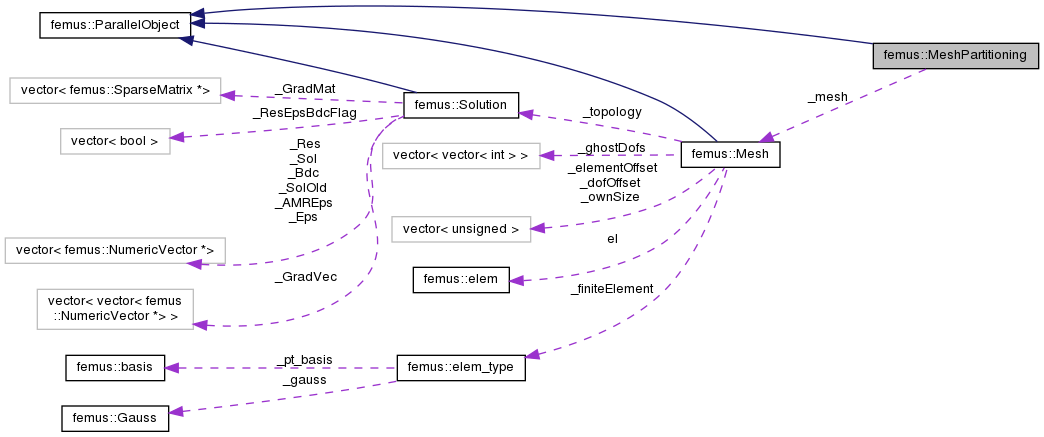 femus::ParallelObject
femus::MeshPartitioning
_GradMat
vector< femus::SparseMatrix *>
_mesh
femus::Solution
_topology
_ResEpsBdcFlag
vector< bool >
_Res
_Sol
_Bdc
_SolOld
_AMREps
_Eps
_ghostDofs
vector< vector< int > >
femus::Mesh
_elementOffset
_dofOffset
_ownSize
vector< unsigned >
el
vector< femus::NumericVector *>
_GradVec
femus::elem
_finiteElement
vector< vector< femus
::NumericVector *> >
_pt_basis
femus::basis
femus::elem_type
_gauss
femus::Gauss